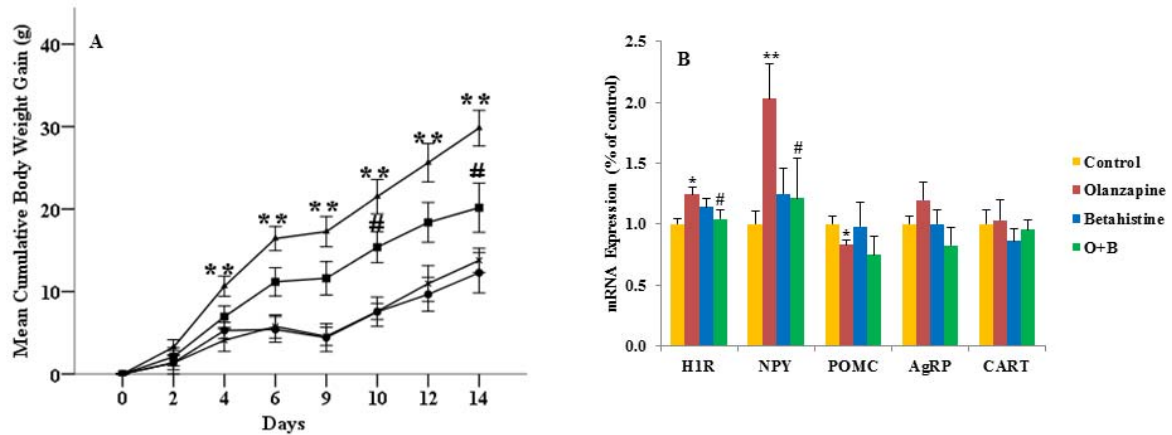 A
Mean Cumulative Body Weight Gain (g)
40
30
20
10
0
**
**
**
**
**
**
#
#
0 2 4 6 9 10 12 14
Days
B
mRNA Expression (% of control)
2.5
2.0
1.5
1.0
0.5
0.0
*
#
**
#
*
H1R NPY POMC AgRP CART
Control
Olanzapine
Betahistine
O+B